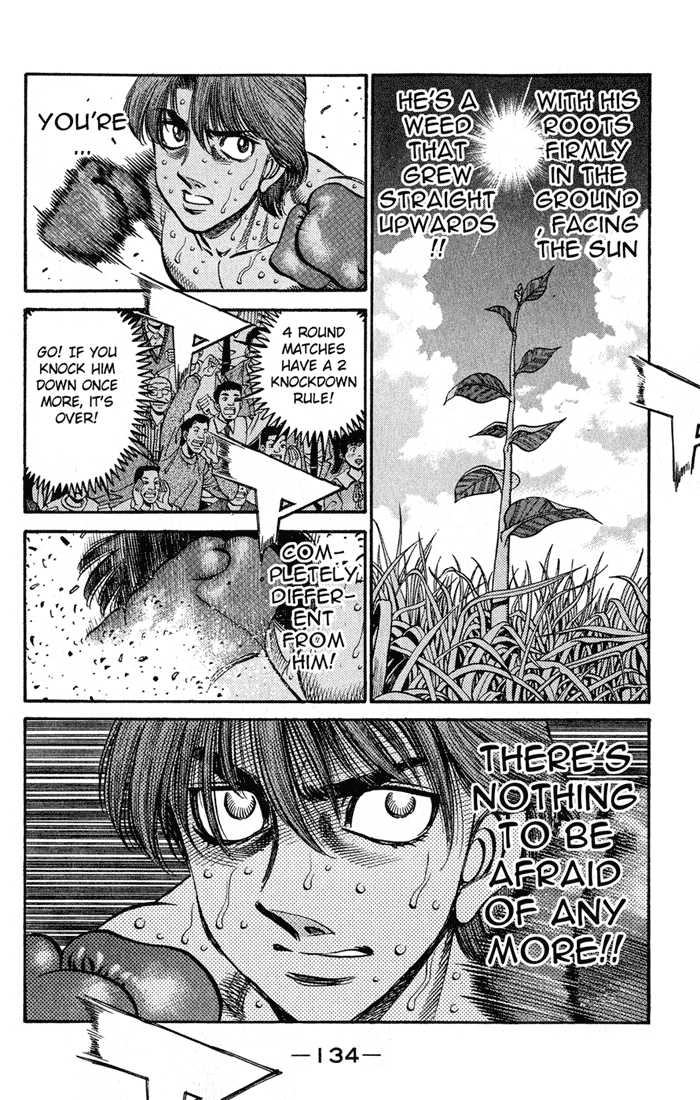 WITH HIS
ROOTS
FIRMLY
IN THE
GROUND
, FACING
THE SUN
HE'S A
WEED
THAT
GREW
STRAIGHT
UPWARDS
!!
YOU'RE
...
4 ROUND
MATCHES
HAVE A 2
KNOCKDOWN
RULE!
GO! IF YOU
KNOCK HIM
DOWN ONCE
MORE, IT'S
OVER!
COM-
PLETELY
DIFFER-
ENT
FROM
HIM!
THERE'S
NOTHING
TO BE
AFRAID
OF ANY
MORE!!
—134—